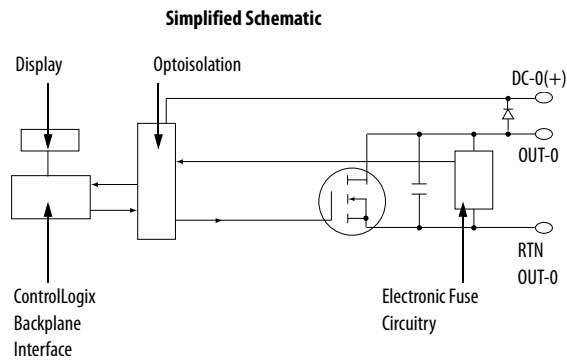 Simplified Schematic
Display
Optoisolation
DC-0(+)
OUT-0
RTN
OUT-0
ControlLogix
Backplane
Interface
Electronic Fuse
Circuitry